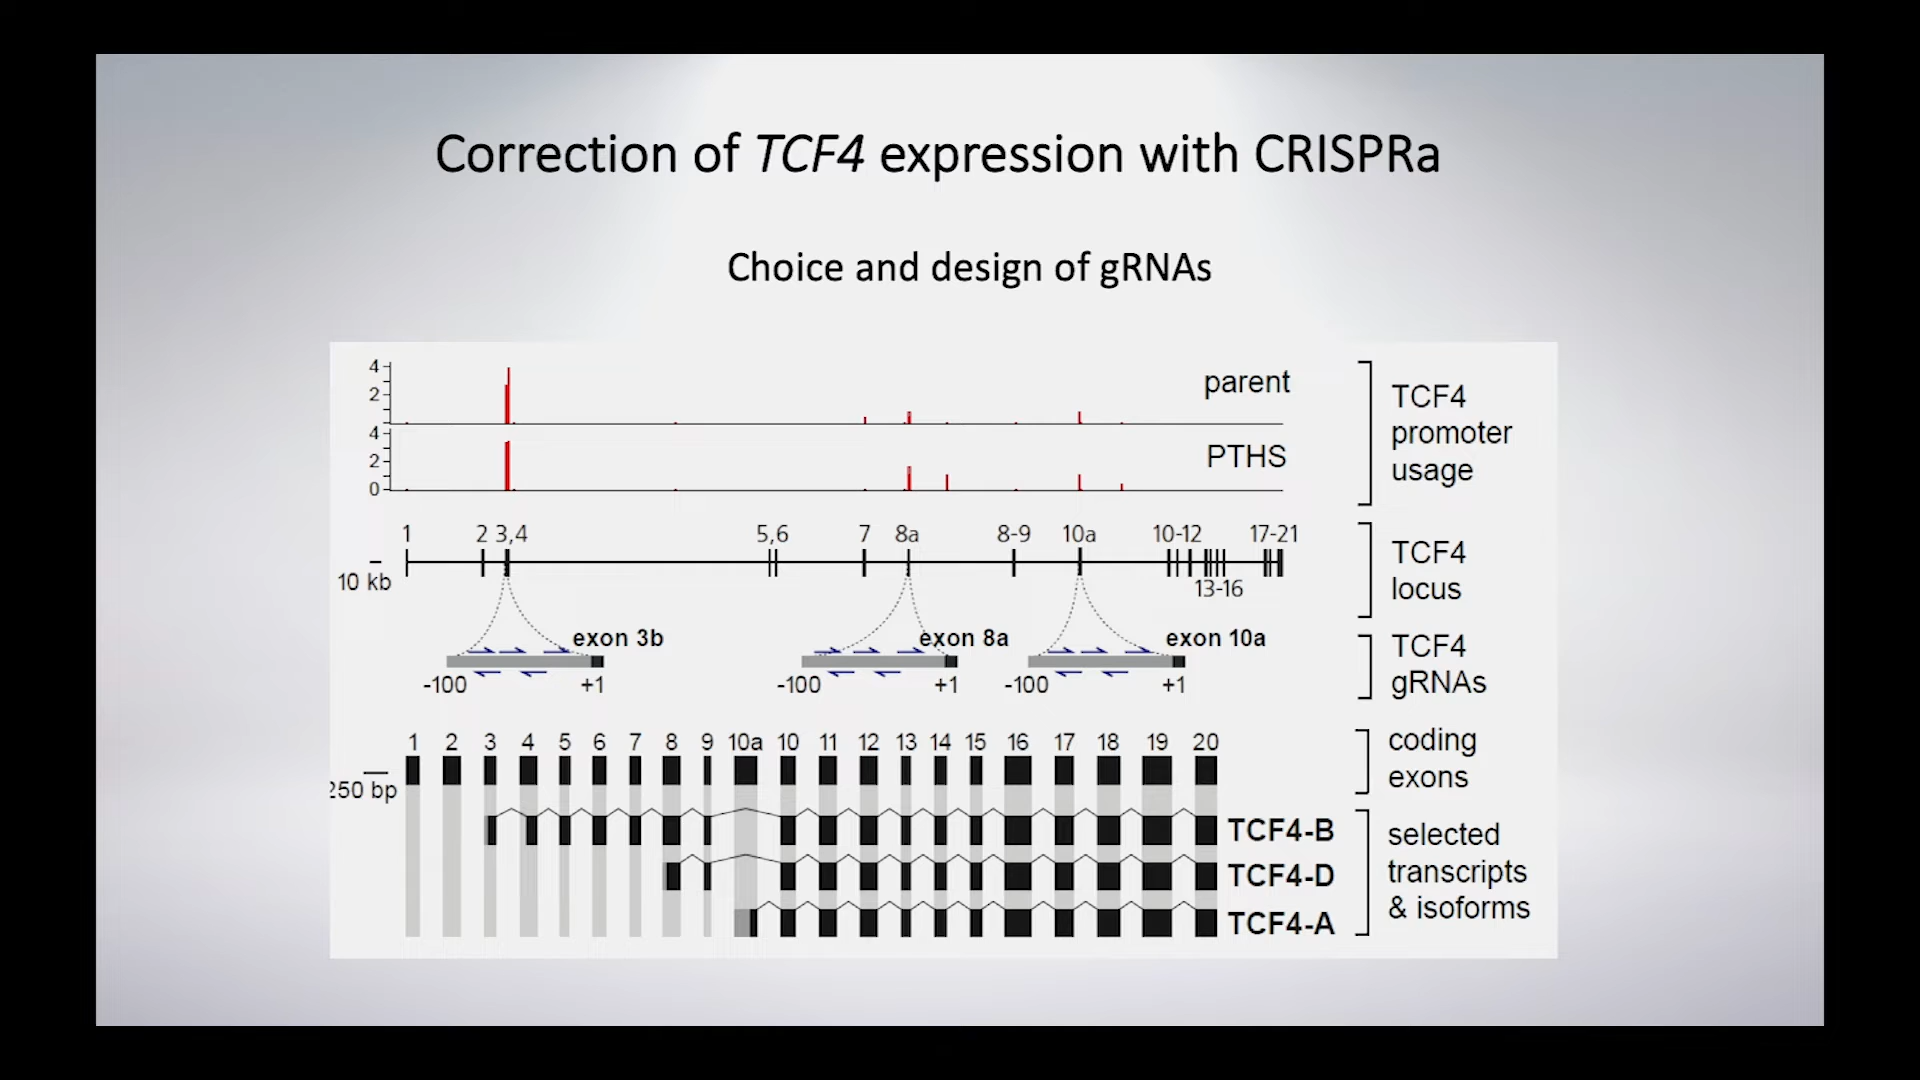 Correction of TCF4 expression with CRISPRa
Choice and design of gRNAs
4
2
parent
4
2
0
PTHS
TCF4
promoter
usage
1 2 3,4 5,6 7 8a 8-9 10a 10-12 17-21
10 kb
13-16
TCF4
locus
exon 3b exon 8a exon 10a
-100 +1 -100 +1 -100 +1
TCF4
gRNAs
1 2 3 4 5 6 7 8 9 10a 10 11 12 13 14 15 16 17 18 19 20
250 bp
coding
exons
TCF4-B
TCF4-D
TCF4-A
selected
transcripts
& isoforms